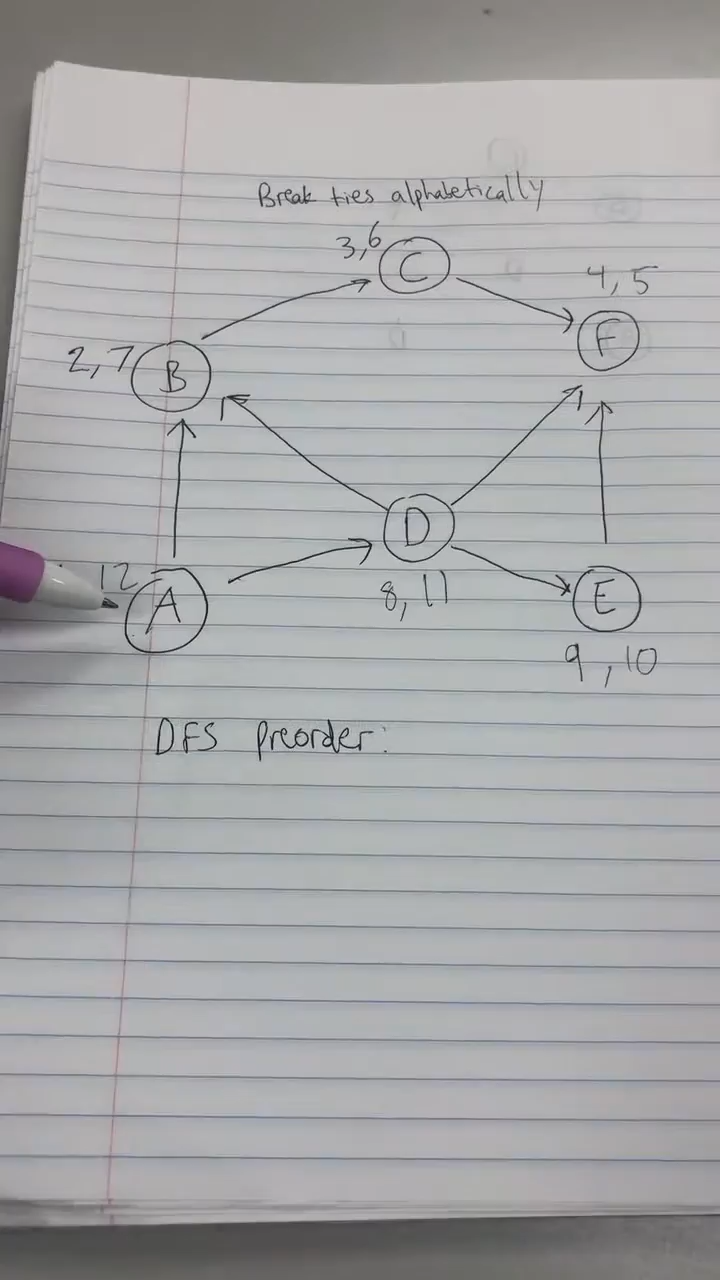 Break ties alphabetically
3,6
C
4,5
F
2,7
B
D
12
A
8,11
E
9,10
DFS preorder: